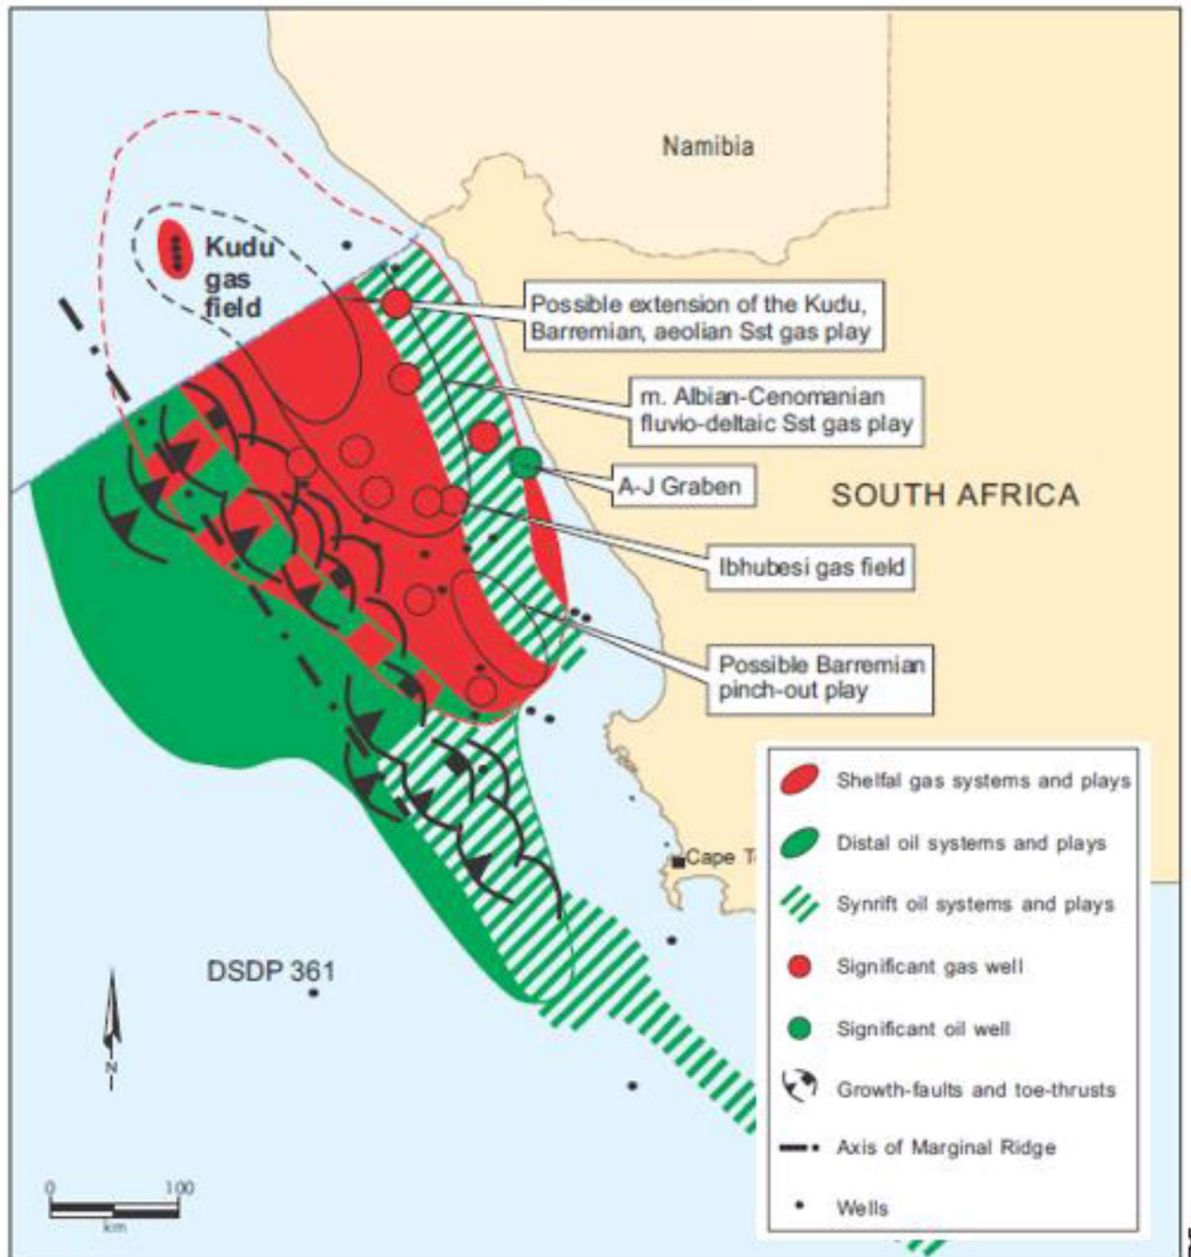 Namibia
Kudu
gas
field
Possible extension of the Kudu,
Barremian, aeolian Sst gas play
m. Albian-Cenomanian
fluvio-deltaic Sst gas play
A-J Graben
SOUTH AFRICA
Ibhubesi gas field
Possible Barremian
pinch-out play
Shelfal gas systems and plays
Distal oil systems and plays
Synrift oil systems and plays
Significant gas well
Significant oil well
Growth-faults and toe-thrusts
Axis of Marginal Ridge
Wells
Cape
DSDP 361
N
0 100
km